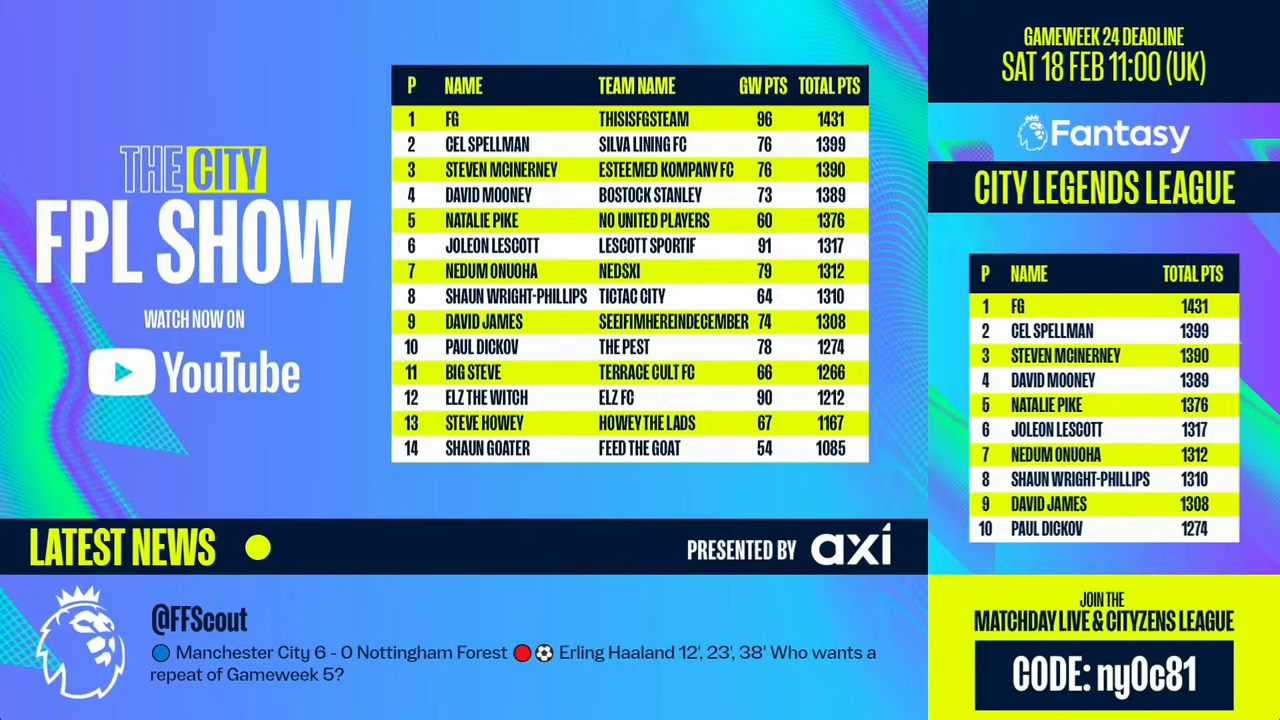 THE CITY
FPL SHOW
WATCH NOW ON
YouTube
P NAME TEAM NAME GW PTS TOTAL PTS
1 FG THISISFGSTEAM 96 1431
2 CEL SPELLMAN SILVA LINING FC 76 1399
3 STEVEN MCINERNEY ESTEEMED KOMPANY FC 76 1390
4 DAVID MOONEY BOSTOCK STANLEY 73 1389
5 NATALIE PIKE NO UNITED PLAYERS 60 1376
6 JOLEON LESCOTT LESCOTT SPORTIF 91 1317
7 NEDUM ONUOHA NEDSKI 79 1312
8 SHAUN WRIGHT-PHILLIPS TICTAC CITY 64 1310
9 DAVID JAMES SEEIFIMHEREINDECEMBER 74 1308
10 PAUL DICKOV THE PEST 78 1274
11 BIG STEVE TERRACE CULT FC 66 1266
12 ELZ THE WITCH ELZ FC 90 1212
13 STEVE HOWEY HOWEY THE LADS 67 1167
14 SHAUN GOATER FEED THE GOAT 54 1085
GAMEWEEK 24 DEADLINE
SAT 18 FEB 11:00 (UK)
Fantasy
CITY LEGENDS LEAGUE
P NAME TOTAL PTS
1 FG 1431
2 CEL SPELLMAN 1399
3 STEVEN MCINERNEY 1390
4 DAVID MOONEY 1389
5 NATALIE PIKE 1376
6 JOLEON LESCOTT 1317
7 NEDUM ONUOHA 1312
8 SHAUN WRIGHT-PHILLIPS 1310
9 DAVID JAMES 1308
10 PAUL DICKOV 1274
LATEST NEWS
PRESENTED BY axi
@FFScout
🔵 Manchester City 6 - 0 Nottingham Forest 🔴⚽ Erling Haaland 12', 23', 38' Who wants a
repeat of Gameweek 5?
JOIN THE
MATCHDAY LIVE & CITYZENS LEAGUE
CODE: ny0c81